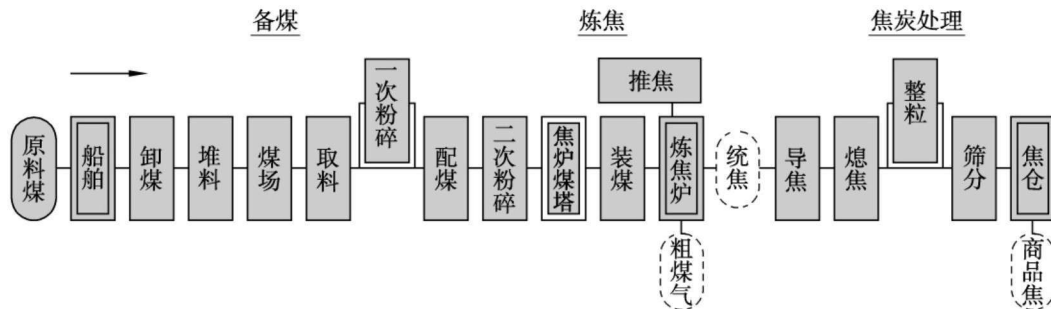 备煤
炼焦
焦炭处理
原料煤
船舶
卸煤
堆料
煤场
取料
一次粉碎
配煤
二次粉碎
焦炉煤塔
装煤
推焦
炼焦炉
粗煤气
统焦
导焦
熄焦
整粒
筛分
焦仓
商品焦